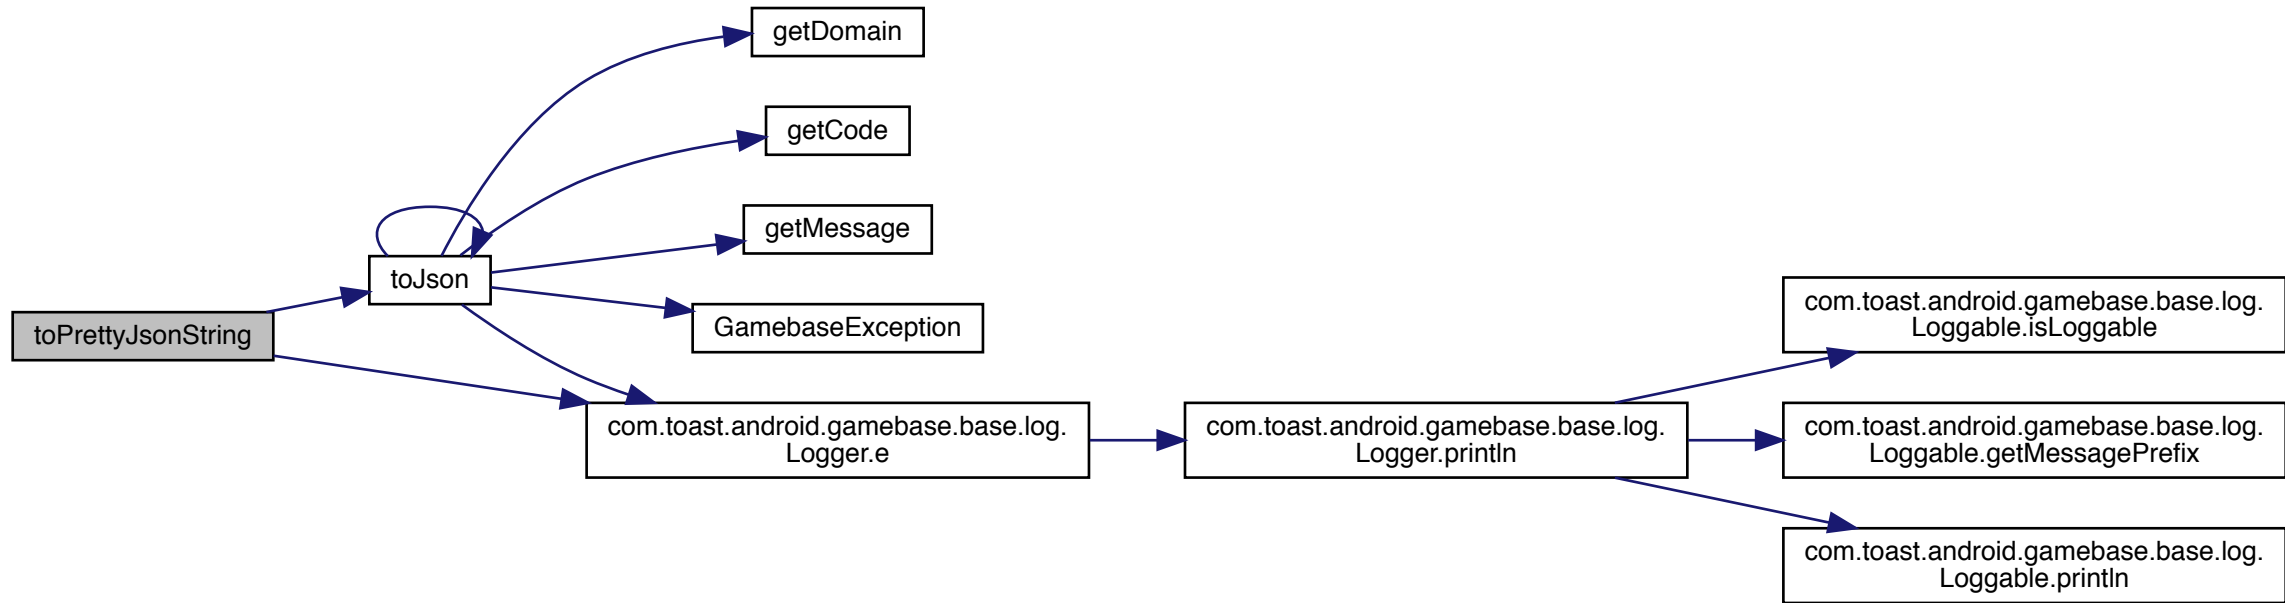 getDomain
getCode
getMessage
toJson
GamebaseException
toPrettyJsonString
com.toast.android.gamebase.base.log.
Logger.e
com.toast.android.gamebase.base.log.
Logger.println
com.toast.android.gamebase.base.log.
Loggable.isLoggable
com.toast.android.gamebase.base.log.
Loggable.getMessagePrefix
com.toast.android.gamebase.base.log.
Loggable.println